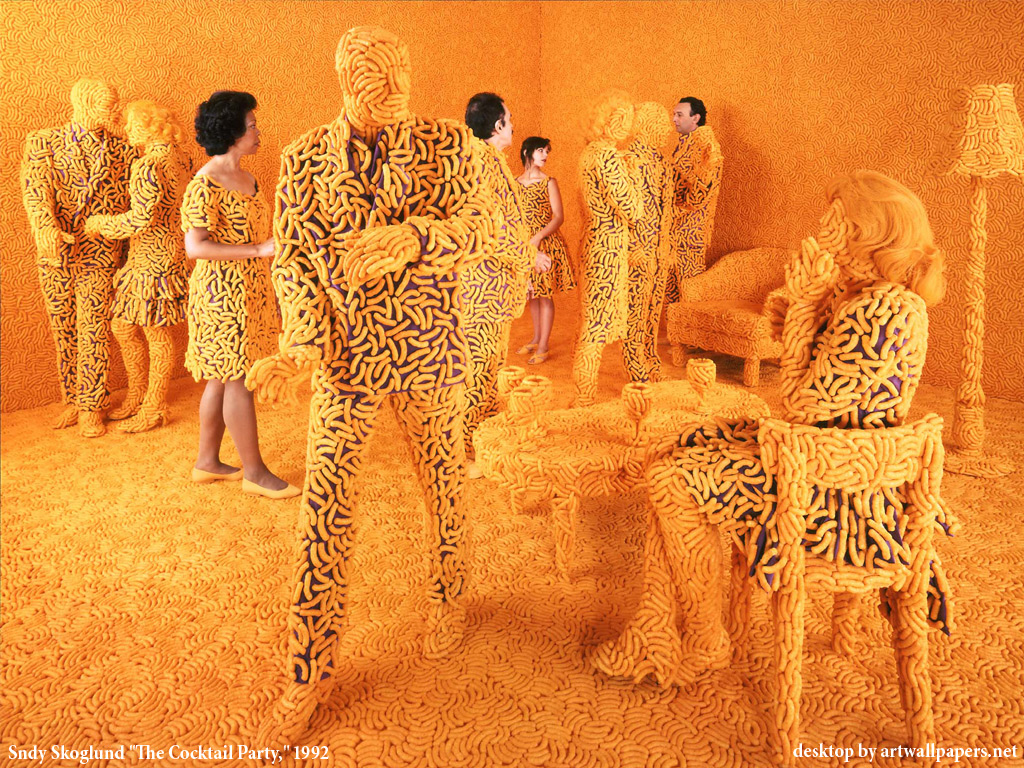 Sndy Skoglund "The Cocktail Party," 1992
desktop by artwallpapers.net